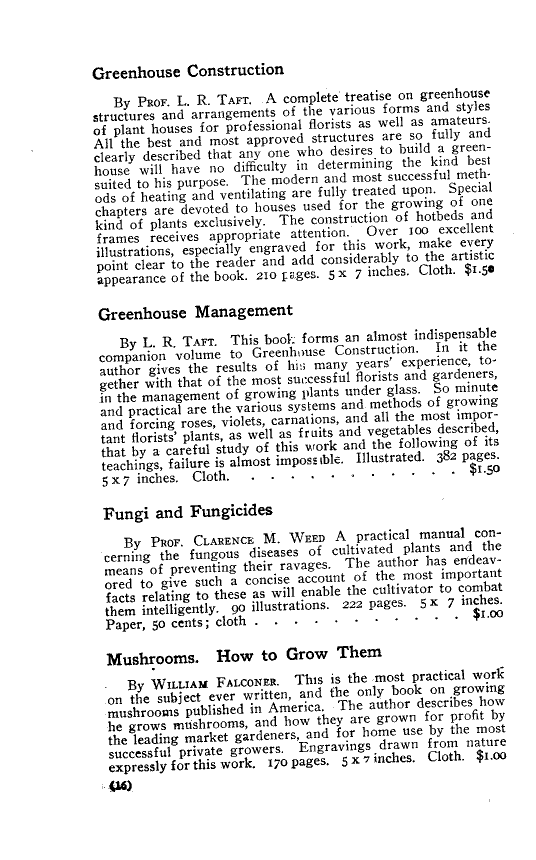 Greenhouse Construction
By PROF. L. R. TAFT. A complete treatise on greenhouse
structures and arrangements of the various forms and styles
of plant houses for professional florists as well as amateurs.
All the best and most approved structures are so fully and
clearly described that any one who desires to build a green-
house will have no difficulty in determining the kind best
suited to his purpose. The modern and most successful meth-
ods of heating and ventilating are fully treated upon. Special
chapters are devoted to houses used for the growing of one
kind of plants exclusively. The construction of hotbeds and
frames receives appropriate attention. Over 100 excellent
illustrations, especially engraved for this work, make every
point clear to the reader and add considerably to the artistic
appearance of the book. 210 pages. 5 x 7 inches. Cloth. $1.50
Greenhouse Management
By L. R. TAFT. This book forms an almost indispensable
companion volume to Greenhouse Construction. In it the
author gives the results of his many years' experience, to-
gether with that of the most successful florists and gardeners,
in the management of growing plants under glass. So minute
and practical are the various systems and methods of growing
and forcing roses, violets, carnations, and all the most impor-
tant florists' plants, as well as fruits and vegetables described,
that by a careful study of this work and the following of its
teachings, failure is almost impossible. Illustrated. 382 pages.
5 x 7 inches. Cloth. . . . . . . . . . . . $1.50
Fungi and Fungicides
By PROF. CLARENCE M. WEED A practical manual con-
cerning the fungous diseases of cultivated plants and the
means of preventing their ravages. The author has endeav-
ored to give such a concise account of the most important
facts relating to these as will enable the cultivator to combat
them intelligently. 90 illustrations. 222 pages. 5 x 7 inches.
Paper, 50 cents; cloth . . . . . . . . . . . $1.00
Mushrooms. How to Grow Them
By WILLIAM FALCONER. This is the most practical work
on the subject ever written, and the only book on growing
mushrooms published in America. The author describes how
he grows mushrooms, and how they are grown for profit by
the leading market gardeners, and for home use by the most
successful private growers. Engravings drawn from nature
expressly for this work. 170 pages. 5 x 7 inches. Cloth. $1.00
(16)